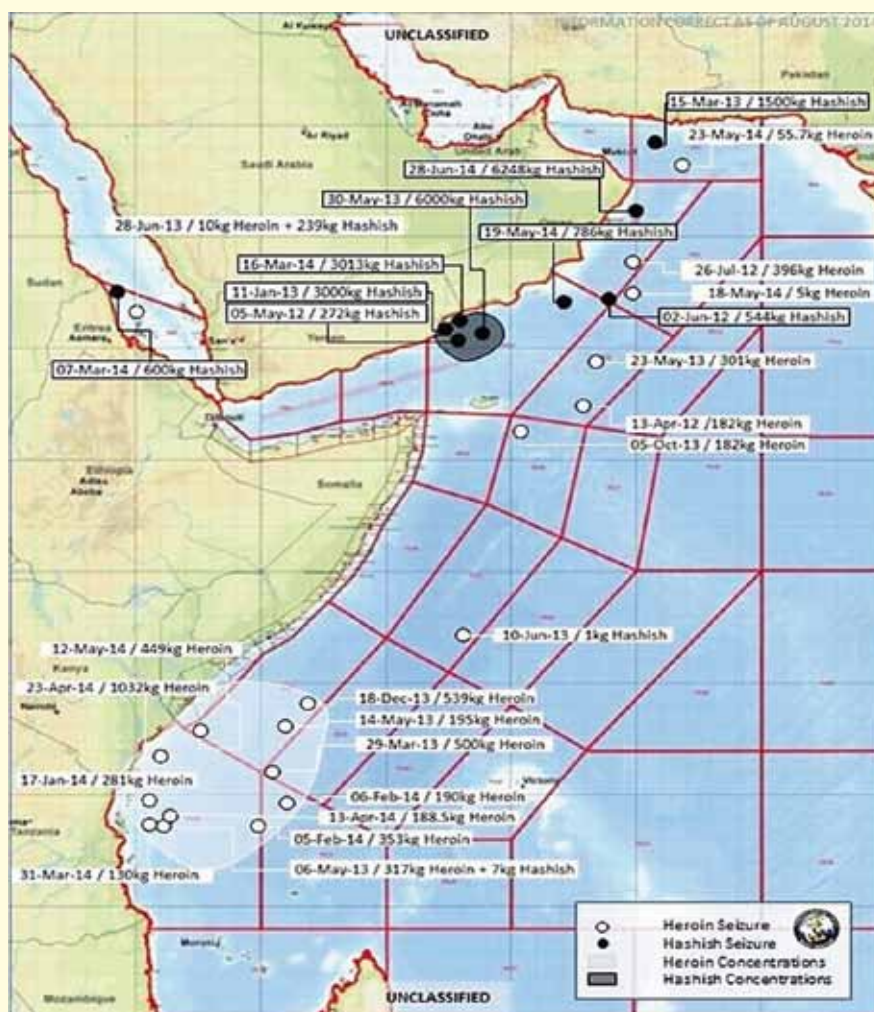 INFORMATION CORRECT AS OF AUGUST 2014
UNCLASSIFIED
Iran
Pakistan
15-Mar-13 / 1500kg Hashish
23-May-14 / 55.7kg Heroin
Ar Riyad
Abu
Muscat
United Arab
Saudi Arabia
28-Jun-14 / 6248kg Hashish
30-May-13 / 6000kg Hashish
28-Jun-13 / 10kg Heroin + 239kg Hashish
19-May-14 / 786kg Hashish
16-Mar-14 / 3013kg Hashish
26-Jul-12 / 396kg Heroin
Sudan
11-Jan-13 / 3000kg Hashish
18-May-14 / 5kg Heroin
05-May-12 / 272kg Hashish
02-Jun-12 / 544kg Hashish
Eritrea
Asmara
San'a'
Yemen
23-May-13 / 301kg Heroin
07-Mar-14 / 600kg Hashish
Djibouti
13-Apr-12 /182kg Heroin
05-Oct-13 / 182kg Heroin
Ethiopia
Addis
Ababa
Somalia
10-Jun-13 / 1kg Hashish
12-May-14 / 449kg Heroin
Kenya
23-Apr-14 / 1032kg Heroin
18-Dec-13 / 539kg Heroin
Nairobi
14-May-13 / 195kg Heroin
29-Mar-13 / 500kg Heroin
17-Jan-14 / 281kg Heroin
Victoria
06-Feb-14 / 190kg Heroin
13-Apr-14 / 188.5kg Heroin
Tanzania
05-Feb-14 / 353kg Heroin
31-Mar-14 / 130kg Heroin
06-May-13 / 317kg Heroin + 7kg Hashish
Heroin Seizure
Hashish Seizure
Moroni
Heroin Concentrations
Hashish Concentrations
Mozambique
UNCLASSIFIED